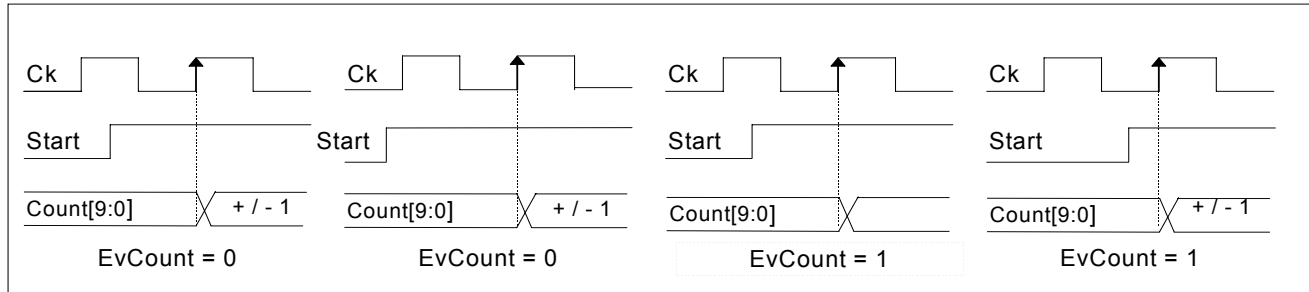 Ck Ck Ck Ck
Start Start Start Start
Count[9:0] + / - 1 Count[9:0] + / - 1 Count[9:0] Count[9:0] + / - 1
EvCount = 0 EvCount = 0 EvCount = 1 EvCount = 1